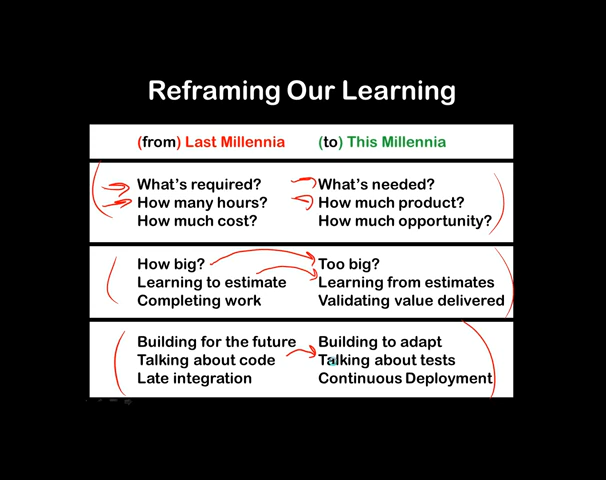 Reframing Our Learning
(from) Last Millennia (to) This Millennia
What's required? What's needed?
How many hours? How much product?
How much cost? How much opportunity?
How big? Too big?
Learning to estimate Learning from estimates
Completing work Validating value delivered
Building for the future Building to adapt
Talking about code Talking about tests
Late integration Continuous Deployment